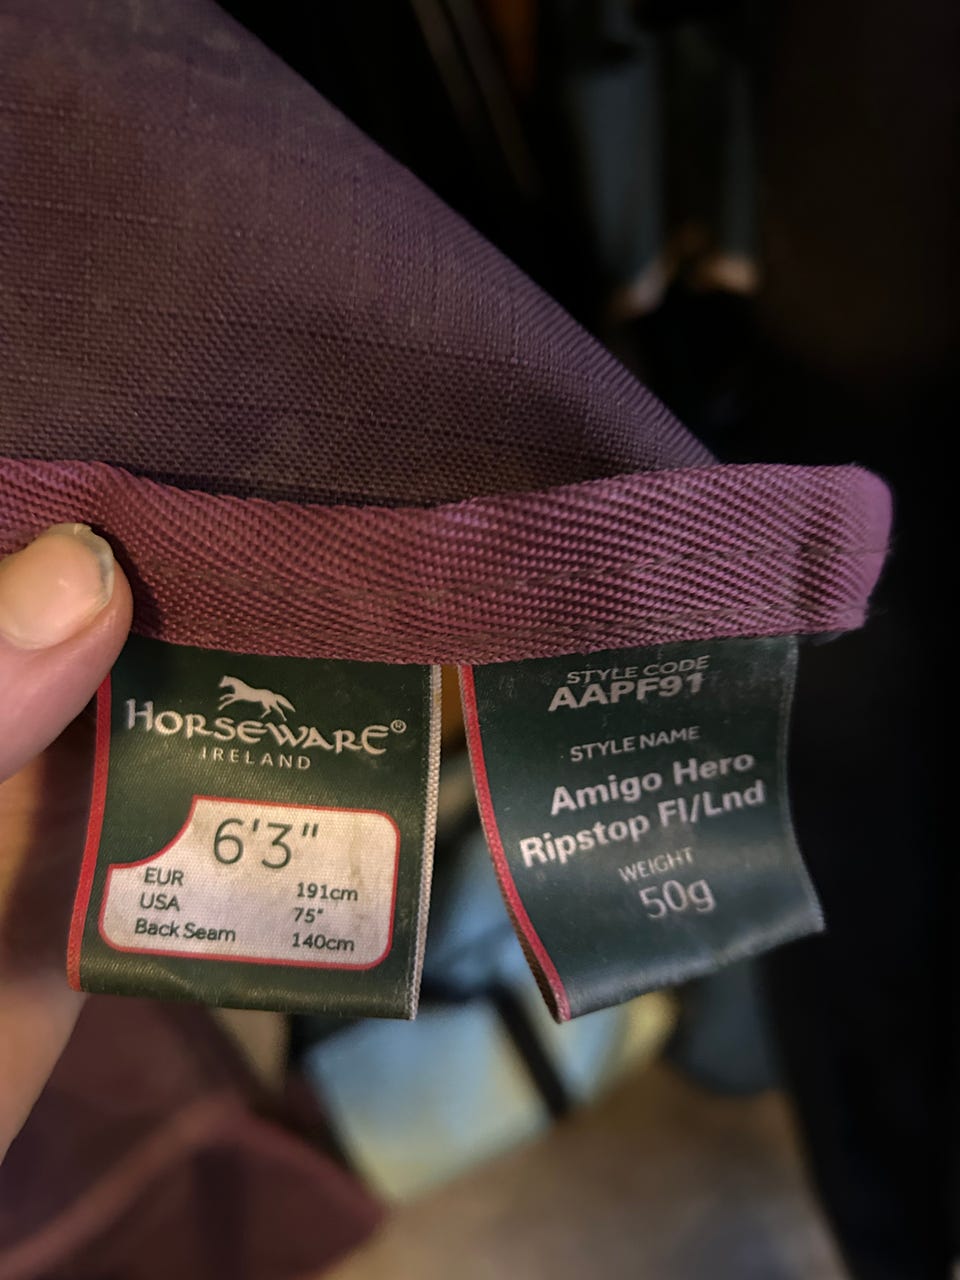 HORSEWARE®
IRELAND
6'3"
EUR 191cm
USA 75"
Back Seam 140cm
STYLE CODE
AAPF91
STYLE NAME
Amigo Hero
Ripstop Fl/Lnd
WEIGHT
50g